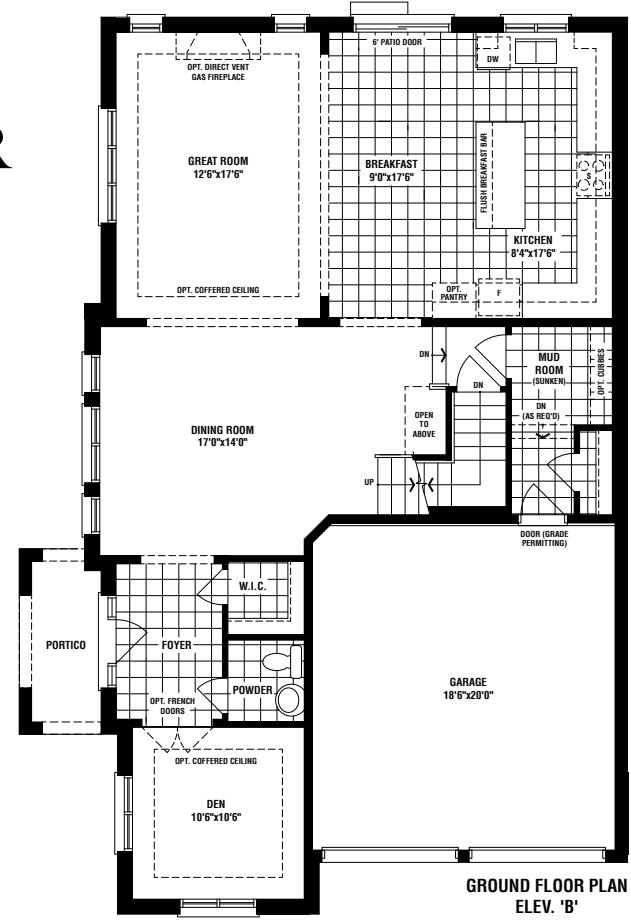 R
6' PATIO DOOR
DW
OPT. DIRECT VENT
GAS FIREPLACE
GREAT ROOM
12'6"x17'6"
BREAKFAST
9'0"x17'6"
FLUSH BREAKFAST BAR
S
KITCHEN
8'4"x17'6"
OPT. COFFERED CEILING
OPT.
PANTRY
F
DN
MUD
ROOM
(SUNKEN)
OPT. CUBBIES
DN
DN
(AS REQ'D)
OPEN
TO
ABOVE
DINING ROOM
17'0"x14'0"
UP
DOOR (GRADE
PERMITTING)
W.I.C.
PORTICO
FOYER
POWDER
GARAGE
18'6"x20'0"
OPT. FRENCH
DOORS
OPT. COFFERED CEILING
DEN
10'6"x10'6"
GROUND FLOOR PLAN
ELEV. 'B'